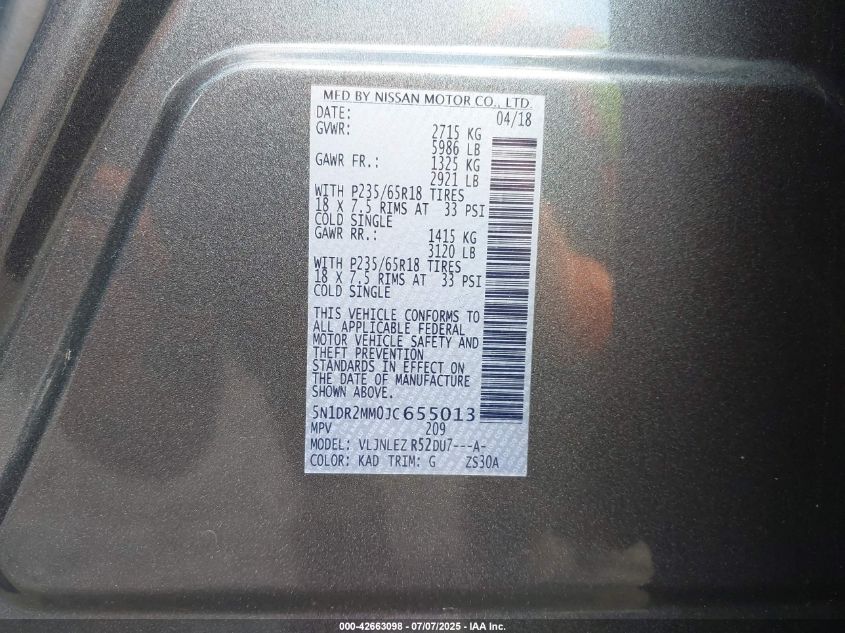 MFD BY NISSAN MOTOR CO., LTD.
DATE: 04/18
GVWR: 2715 KG
5986 LB
GAWR FR.: 1325 KG
2921 LB
WITH P235/65R18 TIRES
18 X 7.5 RIMS AT 33 PSI
COLD SINGLE
GAWR RR.: 1415 KG
3120 LB
WITH P235/65R18 TIRES
18 X 7.5 RIMS AT 33 PSI
COLD SINGLE
THIS VEHICLE CONFORMS TO
ALL APPLICABLE FEDERAL
MOTOR VEHICLE SAFETY AND
THEFT PREVENTION
STANDARDS IN EFFECT ON
THE DATE OF MANUFACTURE
SHOWN ABOVE.
5N1DR2MM0JC655013
MPV 209
MODEL: VLJNLEZ R52DU7---A-
COLOR: KAD TRIM: G ZS30A
000-42663098 - 07/07/2025 - IAA Inc.